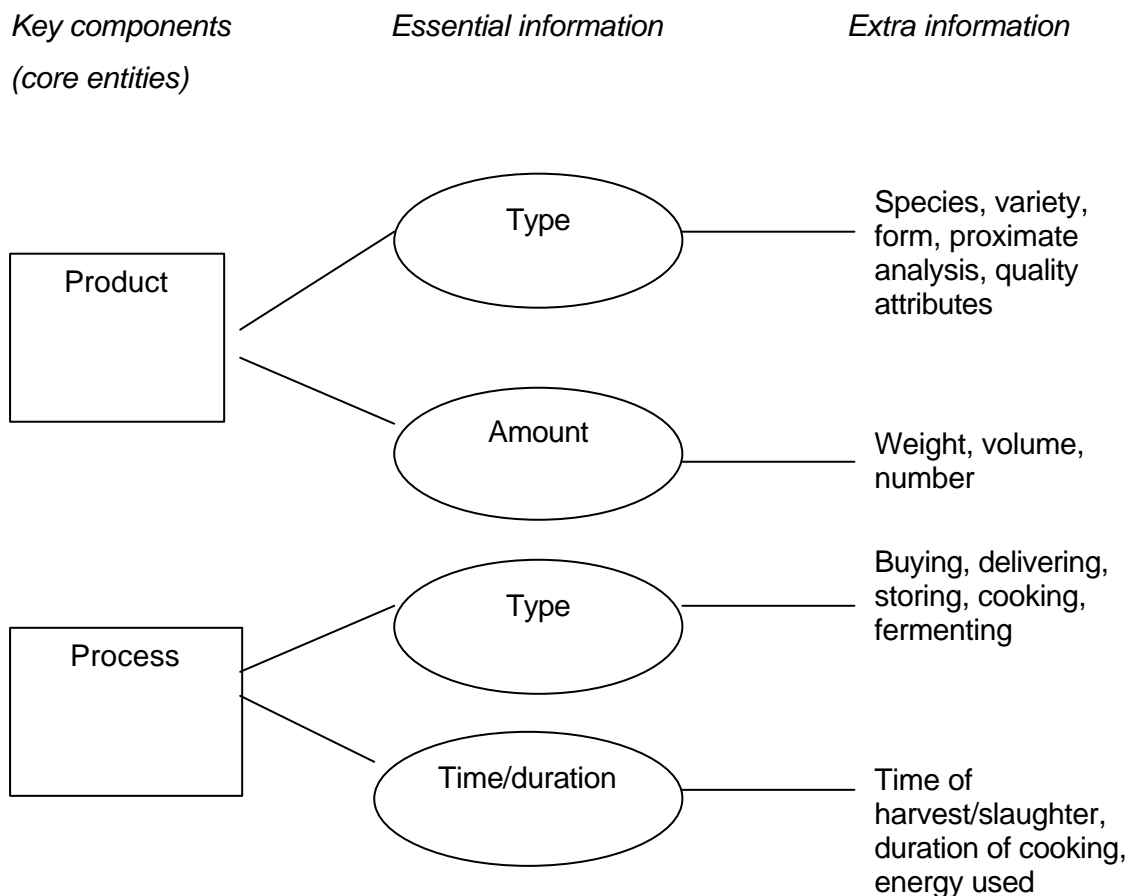 Key components
(core entities)
Essential information
Extra information
Product
Type
Species, variety,
form, proximate
analysis, quality
attributes
Amount
Weight, volume,
number
Process
Type
Buying, delivering,
storing, cooking,
fermenting
Time/duration
Time of
harvest/slaughter,
duration of cooking,
energy used